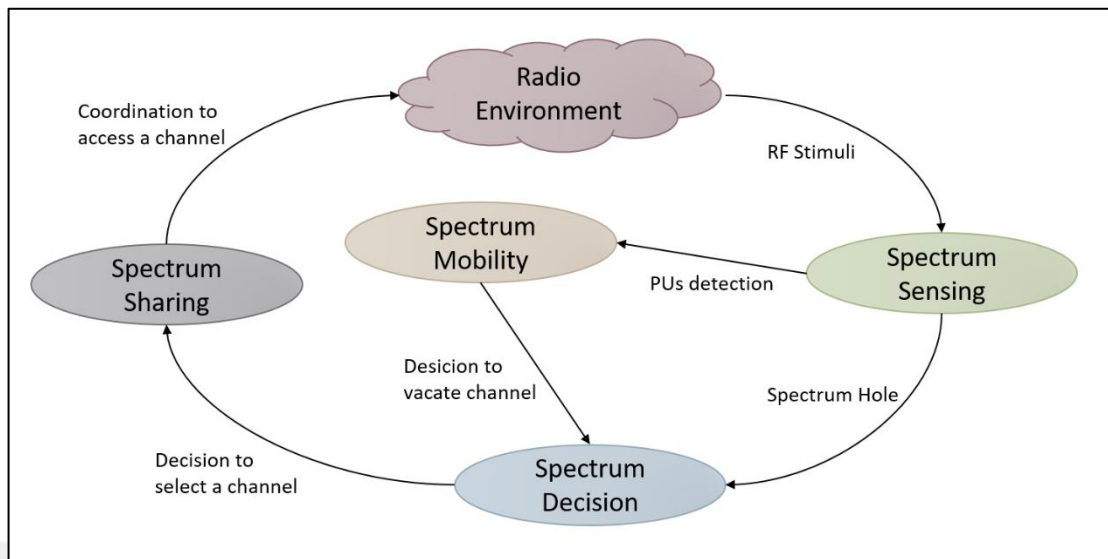 Radio
Environment
Coordination to
access a channel
RF Stimuli
Spectrum
Mobility
Spectrum
Sensing
Spectrum
Sharing
PUs detection
Desicion to
vacate channel
Spectrum Hole
Decision to
select a channel
Spectrum
Decision